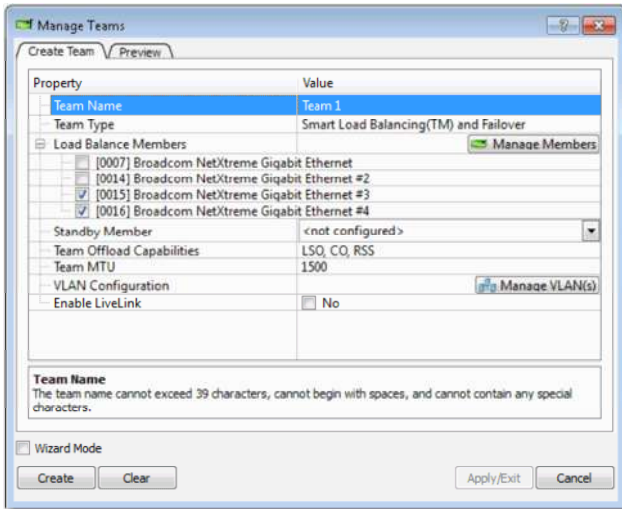 Manage Teams
Create Team Preview
Property Value
Team Name Team 1
Team Type Smart Load Balancing(TM) and Failover
Load Balance Members Manage Members
[0007] Broadcom NetXtreme Gigabit Ethernet
[0014] Broadcom NetXtreme Gigabit Ethernet #2
[0015] Broadcom NetXtreme Gigabit Ethernet #3
[0016] Broadcom NetXtreme Gigabit Ethernet #4
Standby Member <not configured>
Team Offload Capabilities LSO, CO, RSS
Team MTU 1500
VLAN Configuration Manage VLAN(s)
Enable LiveLink No
Team Name
The team name cannot exceed 39 characters, cannot begin with spaces, and cannot contain any special
characters.
Wizard Mode
Create Clear Apply/Exit Cancel